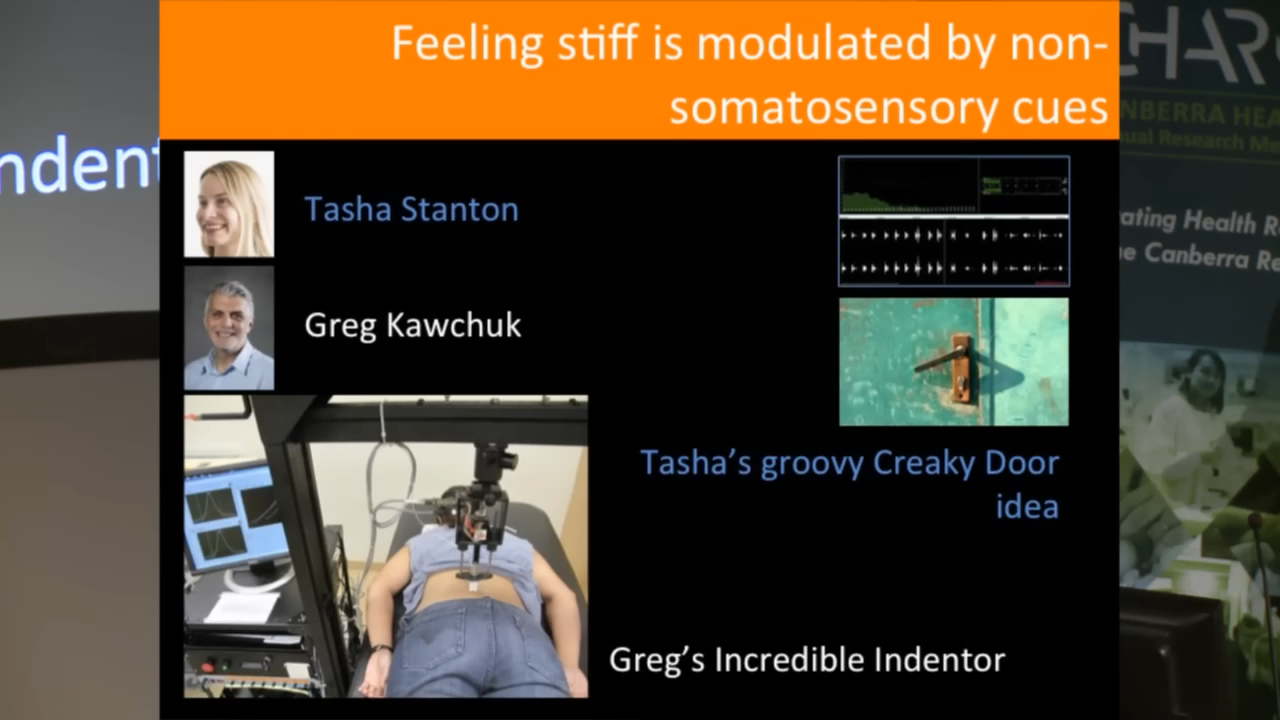 Feeling stiff is modulated by non-
somatosensory cues
Tasha Stanton
Greg Kawchuk
Tasha's groovy Creaky Door
idea
Greg's Incredible Indentor
ndent
CHAR
NBERRA HEA
ual Research Me
ating Health R
e Canberra Re